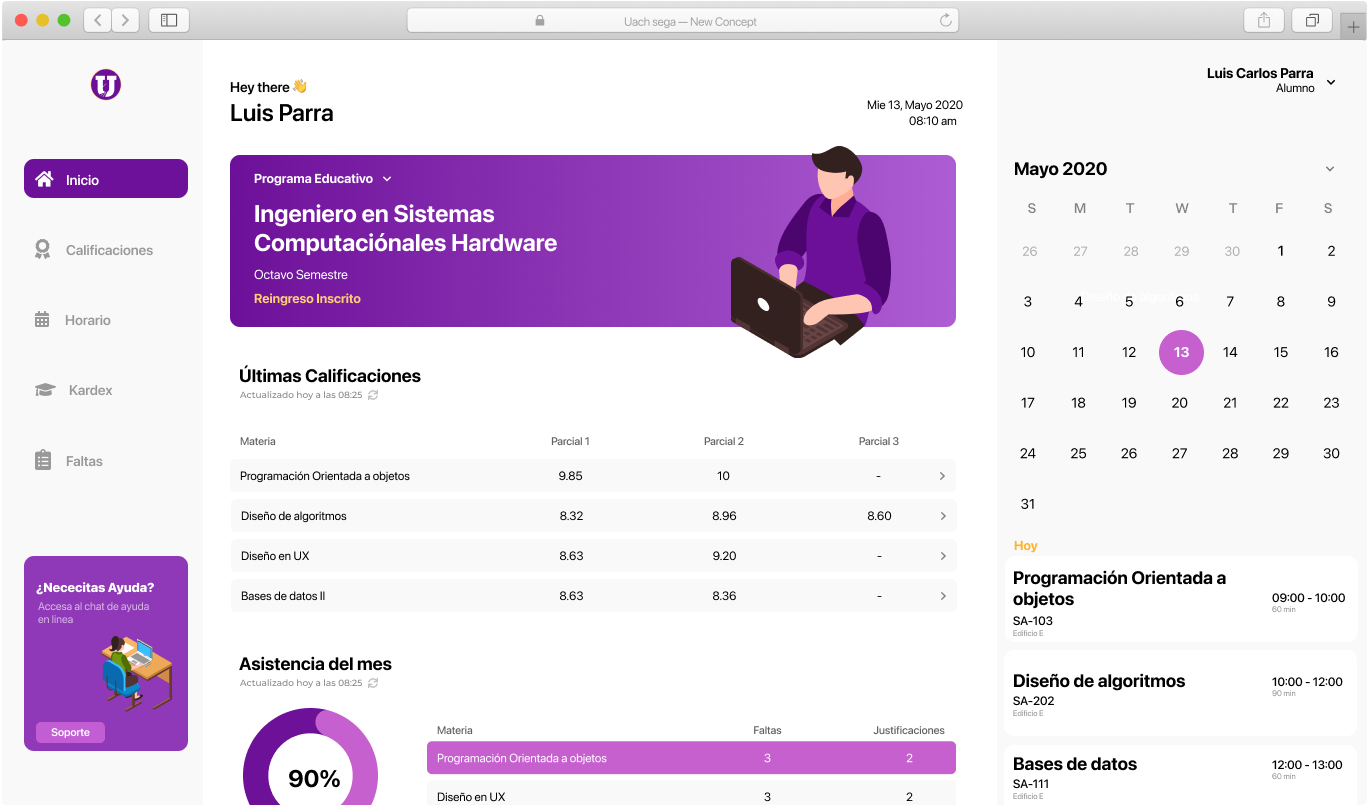 Uach sega — New Concept
Inicio
Calificaciones
Horario
Kardex
Faltas
¿Nececitas Ayuda?
Accesa al chat de ayuda
en linea
Soporte
Hey there 👋
Luis Parra
Mie 13, Mayo 2020
08:10 am
Programa Educativo
Ingeniero en Sistemas
Computaciónales Hardware
Octavo Semestre
Reingreso Inscrito
Últimas Calificaciones
Actualizado hoy a las 08:25
Materia Parcial 1 Parcial 2 Parcial 3
Programación Orientada a objetos 9.85 10 -
Diseño de algoritmos 8.32 8.96 8.60
Diseño en UX 8.63 9.20 -
Bases de datos II 8.63 8.36 -
Asistencia del mes
Actualizado hoy a las 08:25
90%
Materia Faltas Justificaciones
Programación Orientada a objetos 3 2
Diseño en UX 3 2
Luis Carlos Parra
Alumno
Mayo 2020
S M T W T F S
26 27 28 29 30 1 2
3 4 5 6 7 8 9
10 11 12 13 14 15 16
17 18 19 20 21 22 23
24 25 26 27 28 29 30
31
Hoy
Programación Orientada a
objetos
09:00 - 10:00
60 min
SA-103
Edificio E
Diseño de algoritmos
10:00 - 12:00
90 min
SA-202
Edificio E
Bases de datos
12:00 - 13:00
60 min
SA-111
Edificio E